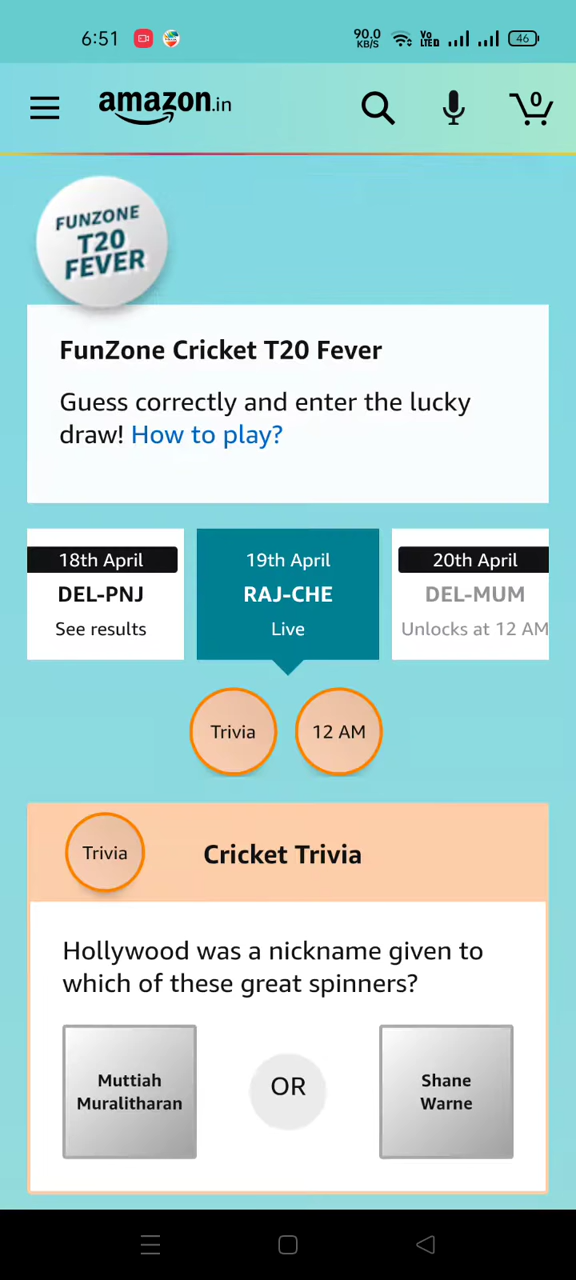 6:51
90.0 KB/S
Vo LTED
46
amazon.in
0
FUNZONE
T20
FEVER
FunZone Cricket T20 Fever
Guess correctly and enter the lucky
draw! How to play?
18th April
DEL-PNJ
See results
19th April
RAJ-CHE
Live
20th April
DEL-MUM
Unlocks at 12 AM
Trivia
12 AM
Trivia
Cricket Trivia
Hollywood was a nickname given to
which of these great spinners?
Muttiah
Muralitharan
OR
Shane
Warne